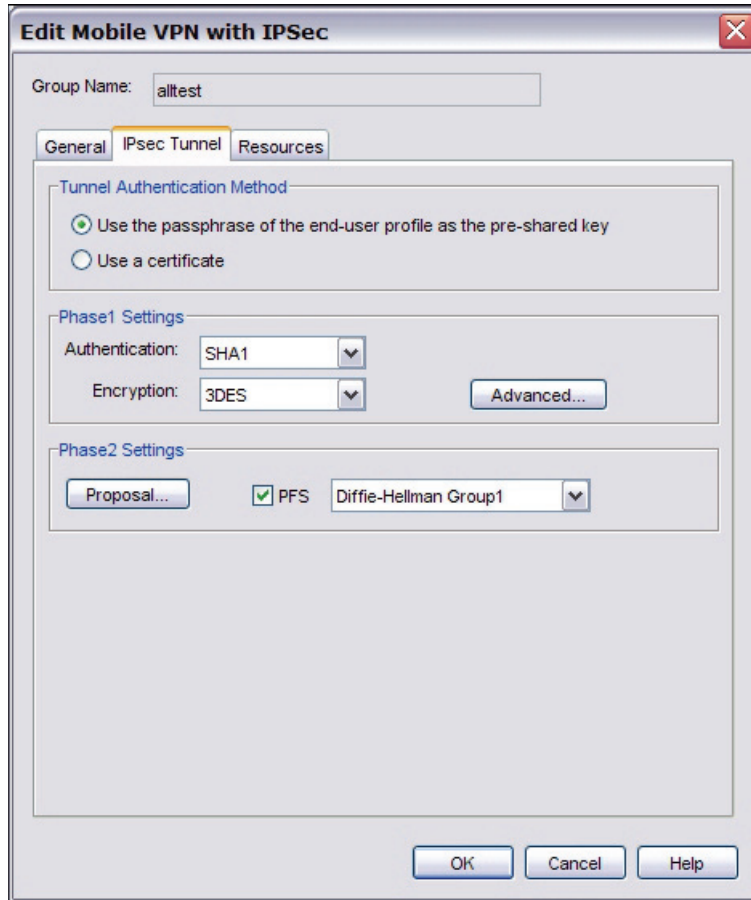 Edit Mobile VPN with IPSec
Group Name: alltest
General IPsec Tunnel Resources
Tunnel Authentication Method
Use the passphrase of the end-user profile as the pre-shared key
Use a certificate
Phase1 Settings
Authentication: SHA1
Encryption: 3DES Advanced...
Phase2 Settings
Proposal... PFS Diffie-Hellman Group1
OK Cancel Help